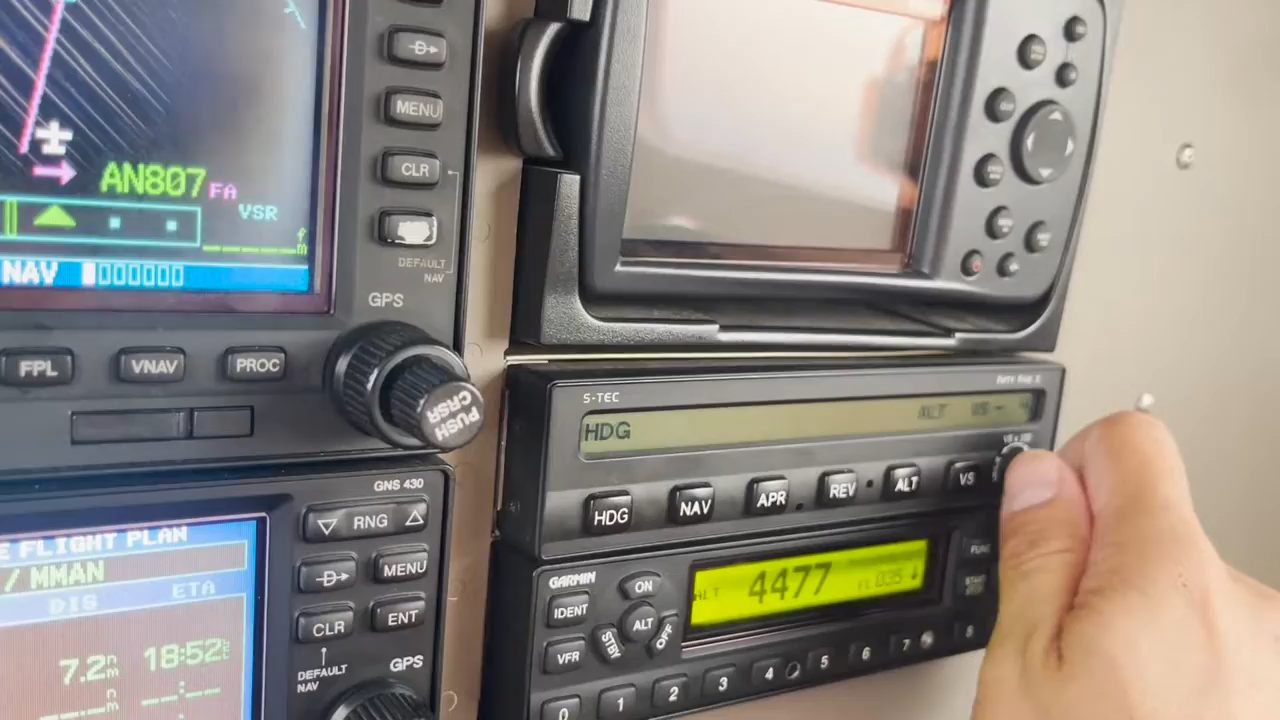 MENU
CLR
DEFAULT
NAV
GPS
AN807 FA
VSR
NAV
FPL
VNAV
PROC
PUSH
CRSR
S-TEC
HDG
ALT VS
HDG
NAV
APR
REV
ALT
VS
GNS 430
RNG
MENU
CLR
ENT
DEFAULT
NAV
GPS
E FLIGHT PLAN
/ MMAN
DIS ETA
7.2
18:52
GARMIN
IDENT
VFR
ON
STBY
ALT
OFF
ALT
4477
FL 035
FUNC
0
1
2
3
4
5
6
7
8